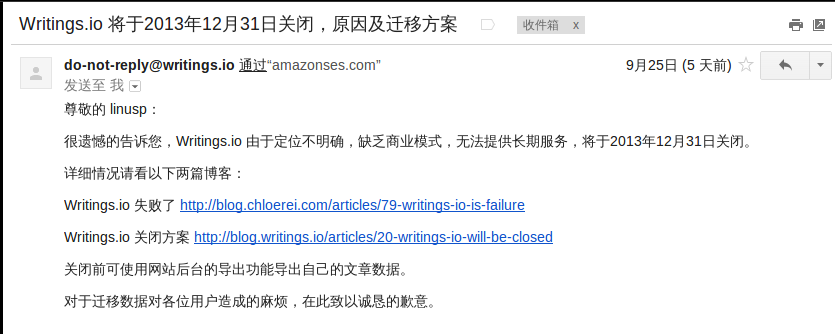 Writings.io 将于2013年12月31日关闭，原因及迁移方案 收件箱 x
do-not-reply@writings.io 通过“amazonses.com” 9月25日 (5 天前)
发送至 我
尊敬的 linusp：
很遗憾的告诉您，Writings.io 由于定位不明确，缺乏商业模式，无法提供长期服务，将于2013年12月31日关闭。
详细情况请看以下两篇博客：
Writings.io 失败了 http://blog.chloerei.com/articles/79-writings-io-is-failure
Writings.io 关闭方案 http://blog.writings.io/articles/20-writings-io-will-be-closed
关闭前可使用网站后台的导出功能导出自己的文章数据。
对于迁移数据对各位用户造成的麻烦，在此致以诚恳的歉意。